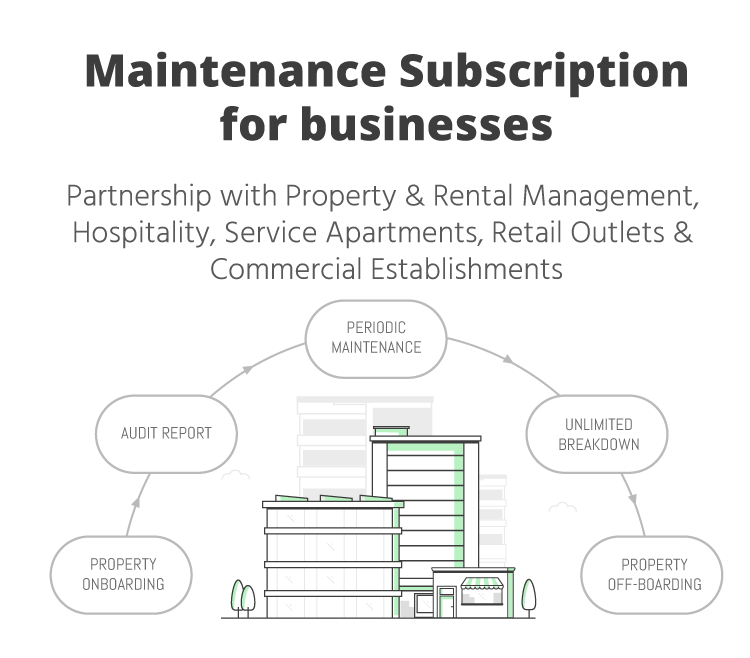 Maintenance Subscription
for businesses
Partnership with Property & Rental Management,
Hospitality, Service Apartments, Retail Outlets &
Commercial Establishments
PERIODIC
MAINTENANCE
AUDIT REPORT
UNLIMITED
BREAKDOWN
PROPERTY
ONBOARDING
PROPERTY
OFF-BOARDING